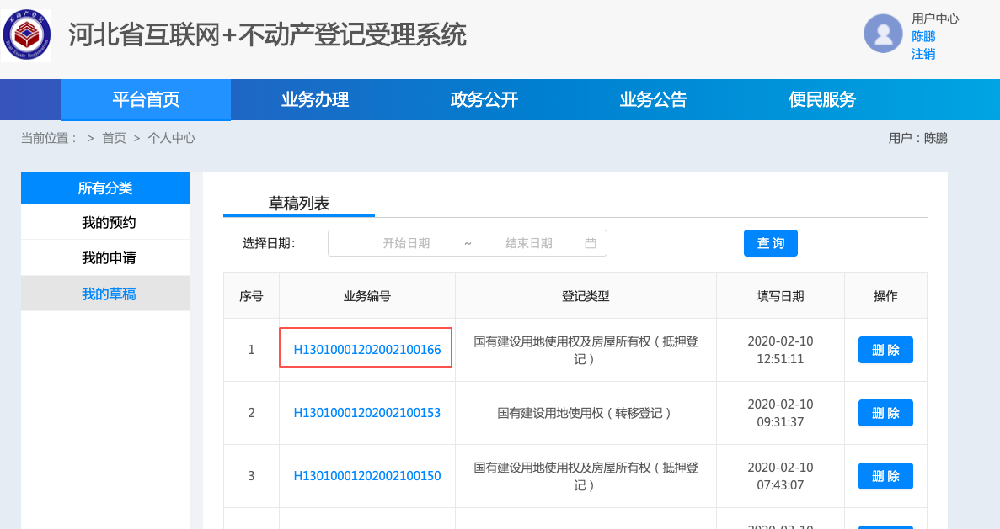 不动产登记
Real Estate Registration
河北省互联网+不动产登记受理系统
用户中心
陈鹏
注销
平台首页 业务办理 政务公开 业务公告 便民服务
当前位置： > 首页 > 个人中心
用户：陈鹏
所有分类
我的预约
我的申请
我的草稿
草稿列表
选择日期： 开始日期 ~ 结束日期 查 询
序号 业务编号 登记类型 填写日期 操作
1 H13010001202002100166 国有建设用地使用权及房屋所有权（抵押登
记） 2020-02-10
12:51:11 删 除
2 H13010001202002100153 国有建设用地使用权（转移登记） 2020-02-10
09:31:37 删 除
3 H13010001202002100150 国有建设用地使用权及房屋所有权（抵押登
记） 2020-02-10
07:43:07 删 除